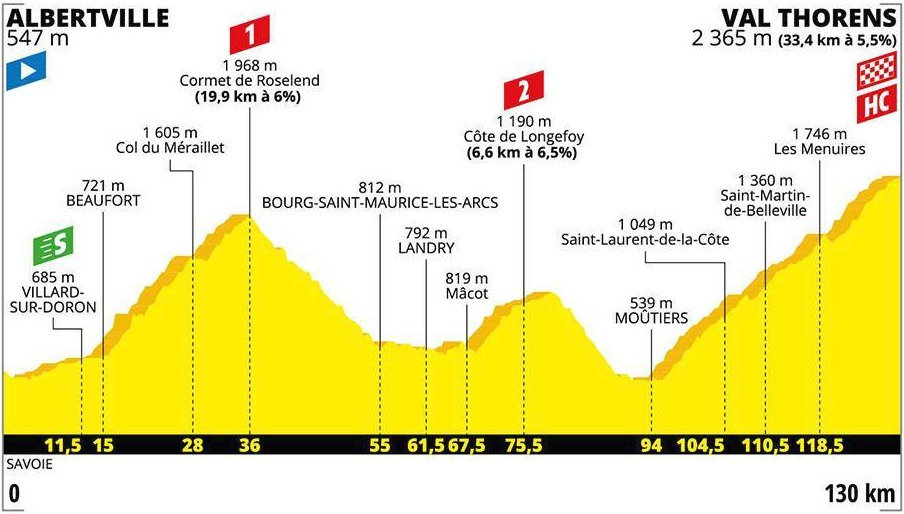 ALBERTVILLE
547 m
VAL THORENS
2 365 m (33,4 km à 5,5%)
1
1 968 m
Cormet de Roselend
(19,9 km à 6%)
HC
2
1 190 m
Côte de Longefoy
(6,6 km à 6,5%)
1 605 m
Col du Méraillet
1 746 m
Les Menuires
721 m
BEAUFORT
812 m
BOURG-SAINT-MAURICE-LES-ARCS
1 360 m
Saint-Martin-
de-Belleville
792 m
LANDRY
1 049 m
Saint-Laurent-de-la-Côte
S
685 m
VILLARD-
SUR-DORON
819 m
Mâcot
539 m
MOÛTIERS
11,5 15 28 36 55 61,5 67,5 75,5 94 104,5 110,5 118,5
SAVOIE
0 130 km